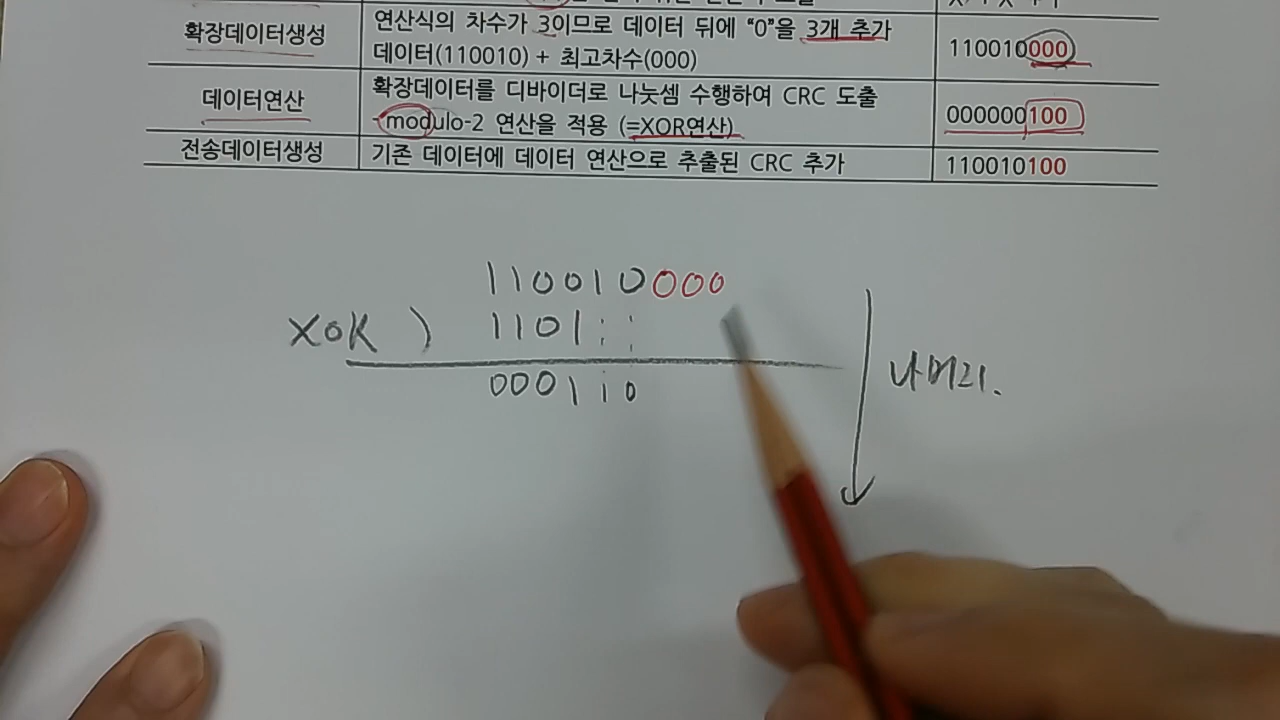 확장데이터생성
연산식의 차수가 3이므로 데이터 뒤에 “0”을 3개 추가
데이터(110010) + 최고차수(000)
110010000
데이터연산
확장데이터를 디바이더로 나눗셈 수행하여 CRC 도출
-modulo-2 연산을 적용 (=XOR연산)
000000100
전송데이터생성
기존 데이터에 데이터 연산으로 추출된 CRC 추가
110010100
110010000
XOR ) 1101
000110
나머지.